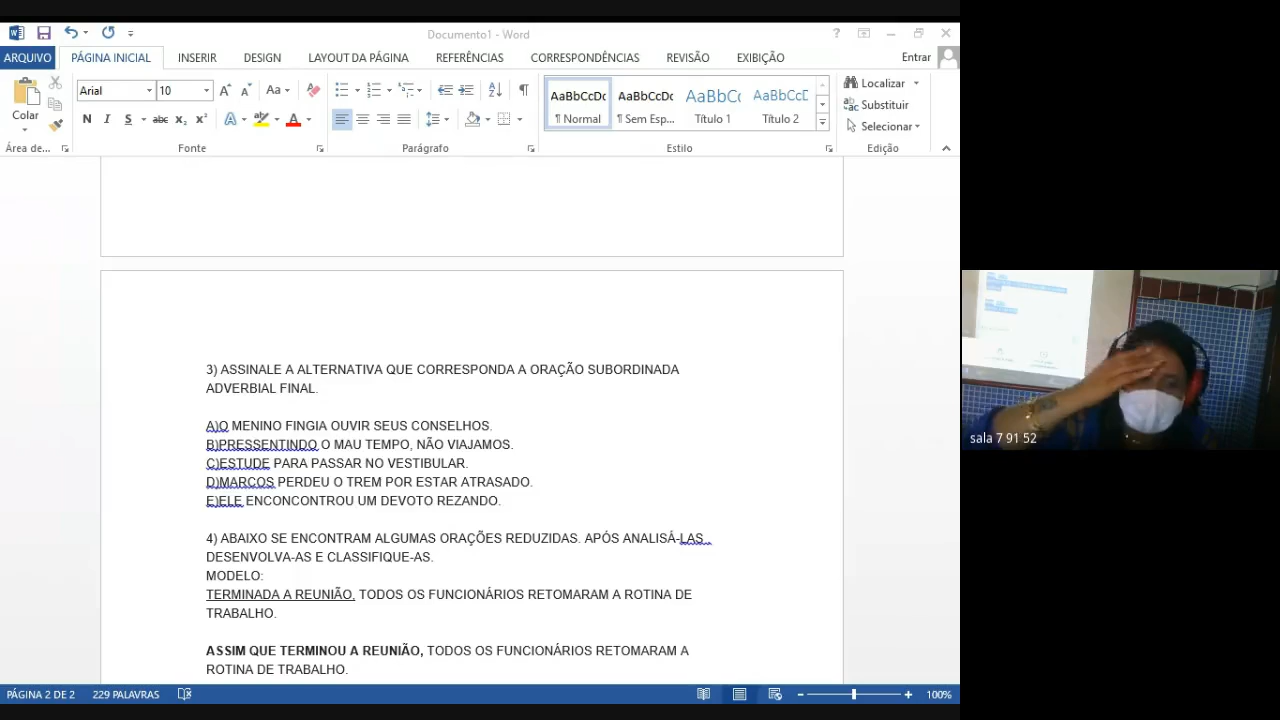 Documento1 - Word
?
ARQUIVO PÁGINA INICIAL INSERIR DESIGN LAYOUT DA PÁGINA REFERÊNCIAS CORRESPONDÊNCIAS REVISÃO EXIBIÇÃO Entrar
Colar
Área de...
Arial 10 Aa
N I S abc x₂ x² A A
Fonte
Parágrafo
AaBbCcDc AaBbCcDc AaBbC( AaBbCcE
¶ Normal ¶ Sem Esp... Título 1 Título 2
Estilo
Localizar
Substituir
Selecionar
Edição
3) ASSINALE A ALTERNATIVA QUE CORRESPONDA A ORAÇÃO SUBORDINADA
ADVERBIAL FINAL.
A)O MENINO FINGIA OUVIR SEUS CONSELHOS.
B)PRESSENTINDO O MAU TEMPO, NÃO VIAJAMOS.
C)ESTUDE PARA PASSAR NO VESTIBULAR.
D)MARCOS PERDEU O TREM POR ESTAR ATRASADO.
E)ELE ENCONCONTROU UM DEVOTO REZANDO.
4) ABAIXO SE ENCONTRAM ALGUMAS ORAÇÕES REDUZIDAS. APÓS ANALISÁ-LAS ,
DESENVOLVA-AS E CLASSIFIQUE-AS.
MODELO:
TERMINADA A REUNIÃO, TODOS OS FUNCIONÁRIOS RETOMARAM A ROTINA DE
TRABALHO.
ASSIM QUE TERMINOU A REUNIÃO, TODOS OS FUNCIONÁRIOS RETOMARAM A
ROTINA DE TRABALHO.
PÁGINA 2 DE 2 229 PALAVRAS 100%
sala 7 91 52